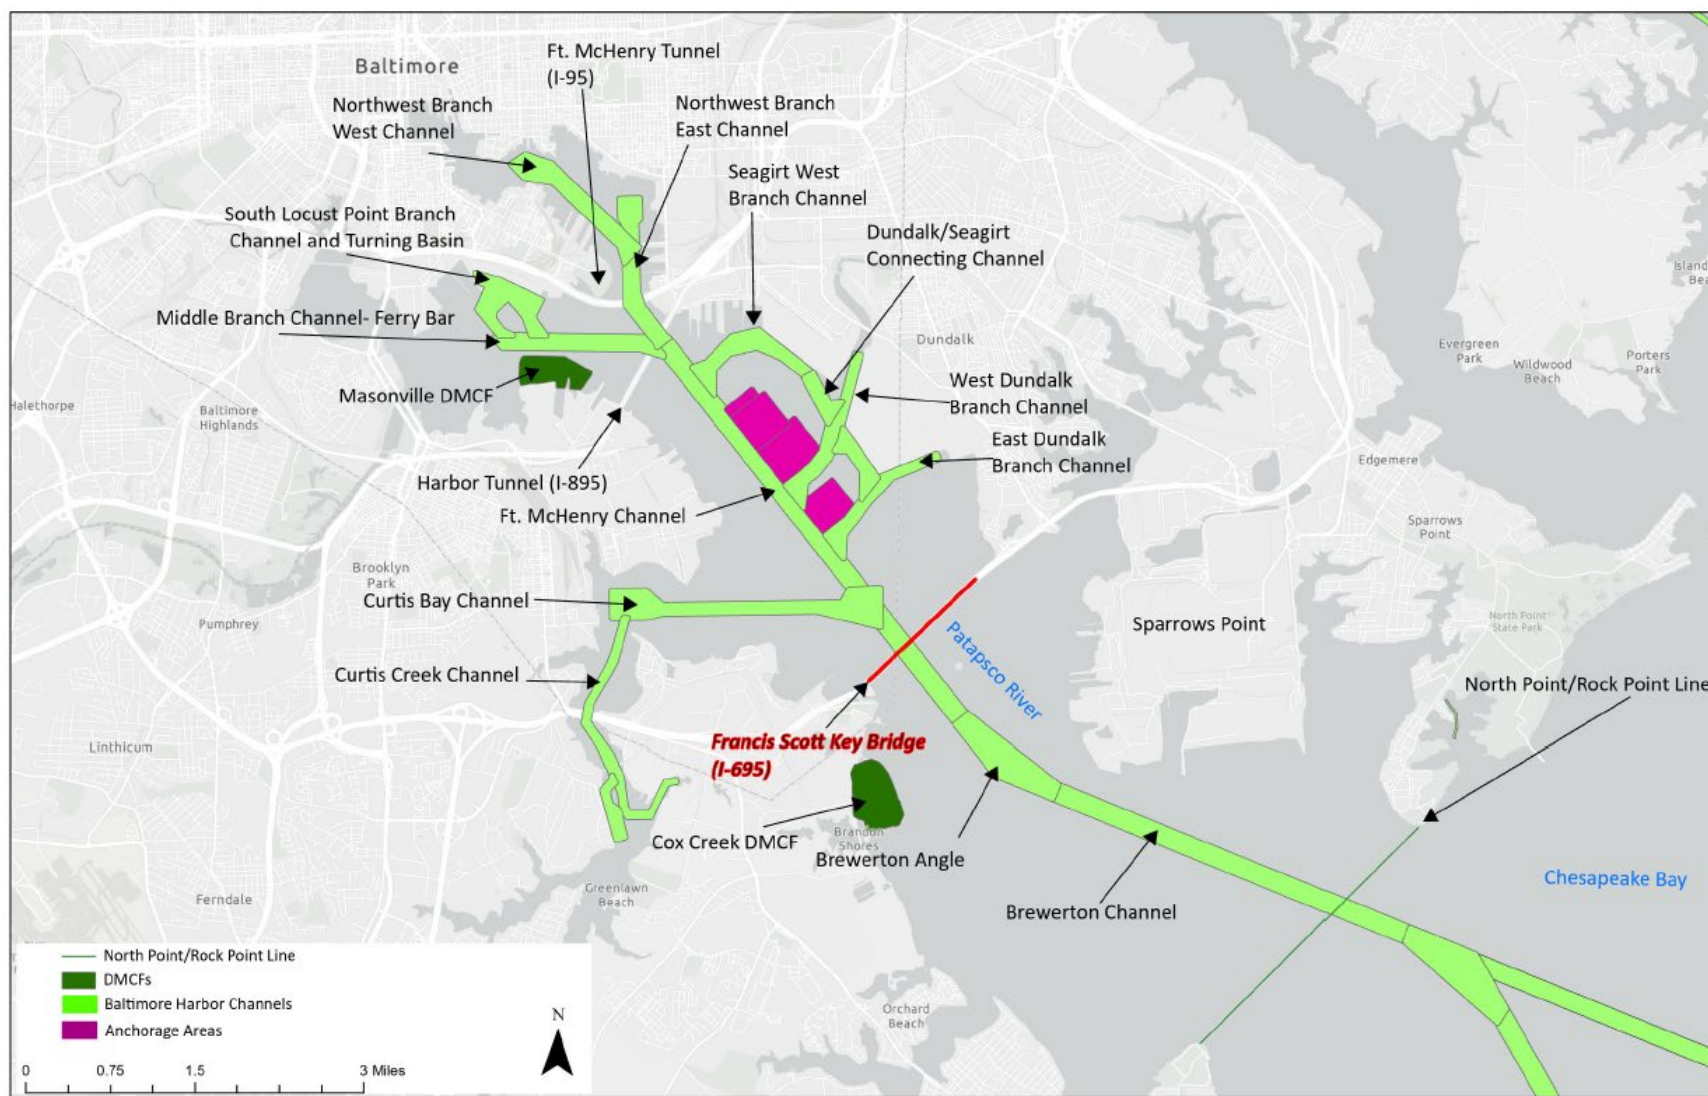 Ft. McHenry Tunnel
(I-95)
Baltimore
Northwest Branch
West Channel
Northwest Branch
East Channel
Seagirt West
Branch Channel
South Locust Point Branch
Channel and Turning Basin
Dundalk/Seagirt
Connecting Channel
Middle Branch Channel- Ferry Bar
Dundalk
Evergreen
Park
Wildwood
Beach
Porters
Park
Masonville DMCF
West Dundalk
Branch Channel
Halethorpe
Baltimore
Highlands
East Dundalk
Branch Channel
Edgemere
Harbor Tunnel (I-895)
Ft. McHenry Channel
Sparrows
Point
Brooklyn
Park
Curtis Bay Channel
Pumphrey
Sparrows Point
North Point
State Park
Patapsco River
Curtis Creek Channel
North Point/Rock Point Line
Linthicum
Francis Scott Key Bridge
(I-695)
Cox Creek DMCF
Brandon
Shores
Brewerton Angle
Chesapeake Bay
Greenlawn
Beach
Ferndale
Brewerton Channel
Orchard
Beach
North Point/Rock Point Line
DMCFs
Baltimore Harbor Channels
Anchorage Areas
N
0 0.75 1.5 3 Miles